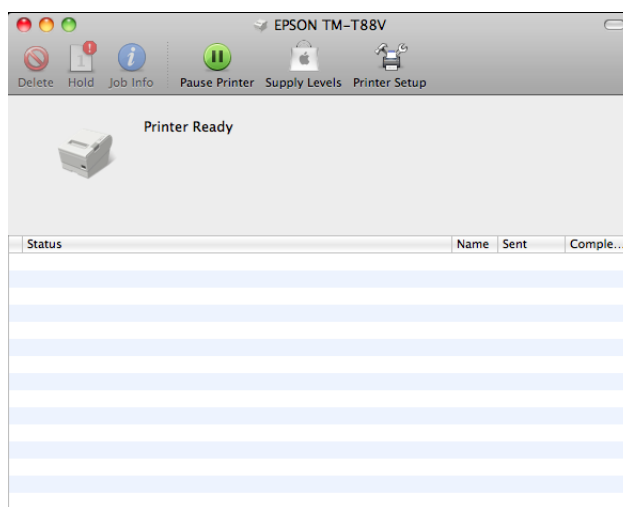 EPSON TM-T88V
Delete Hold Job Info Pause Printer Supply Levels Printer Setup
Printer Ready
Status Name Sent Comple...